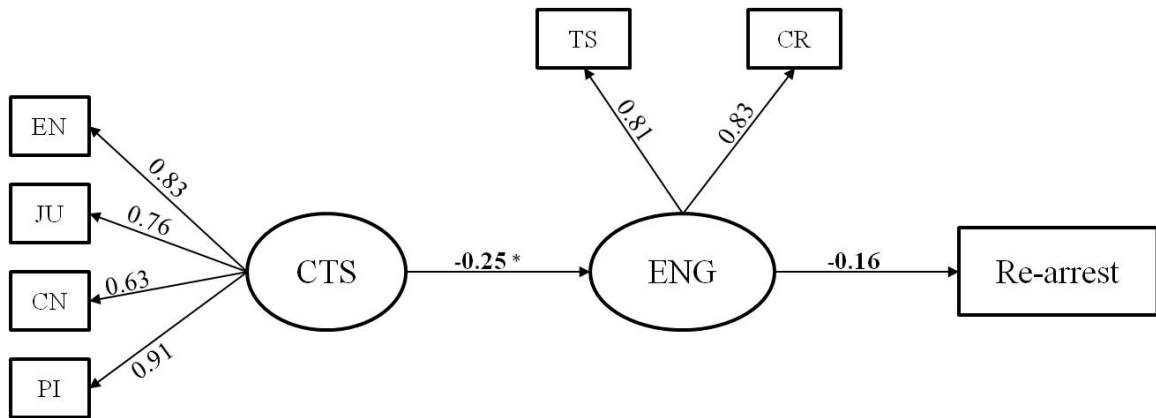 TS
CR
EN
0.81
0.83
0.83
JU
0.76
CTS
-0.25 *
ENG
-0.16
Re-arrest
CN
0.63
PI
0.91